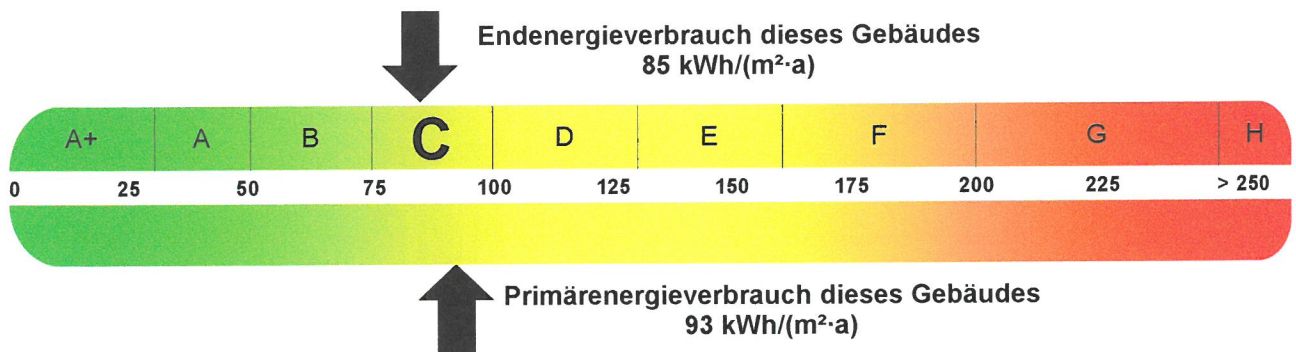 Endenergieverbrauch dieses Gebäudes
85 kWh/(m²·a)
A+ A B C D E F G H
0 25 50 75 100 125 150 175 200 225 > 250
Primärenergieverbrauch dieses Gebäudes
93 kWh/(m²·a)